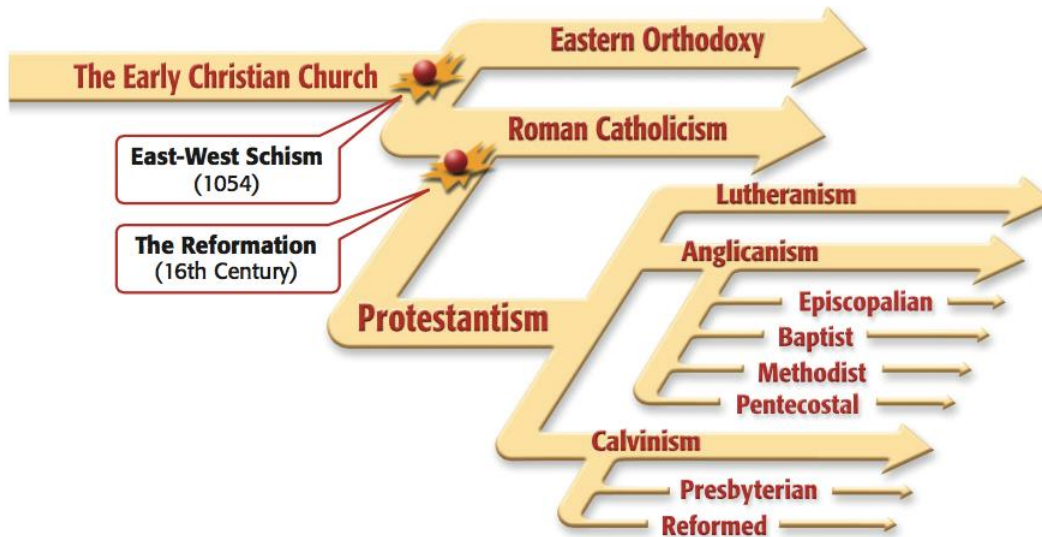 Eastern Orthodoxy
The Early Christian Church
Roman Catholicism
East-West Schism
(1054)
Lutheranism
The Reformation
(16th Century)
Anglicanism
Episcopalian
Protestantism
Baptist
Methodist
Pentecostal
Calvinism
Presbyterian
Reformed